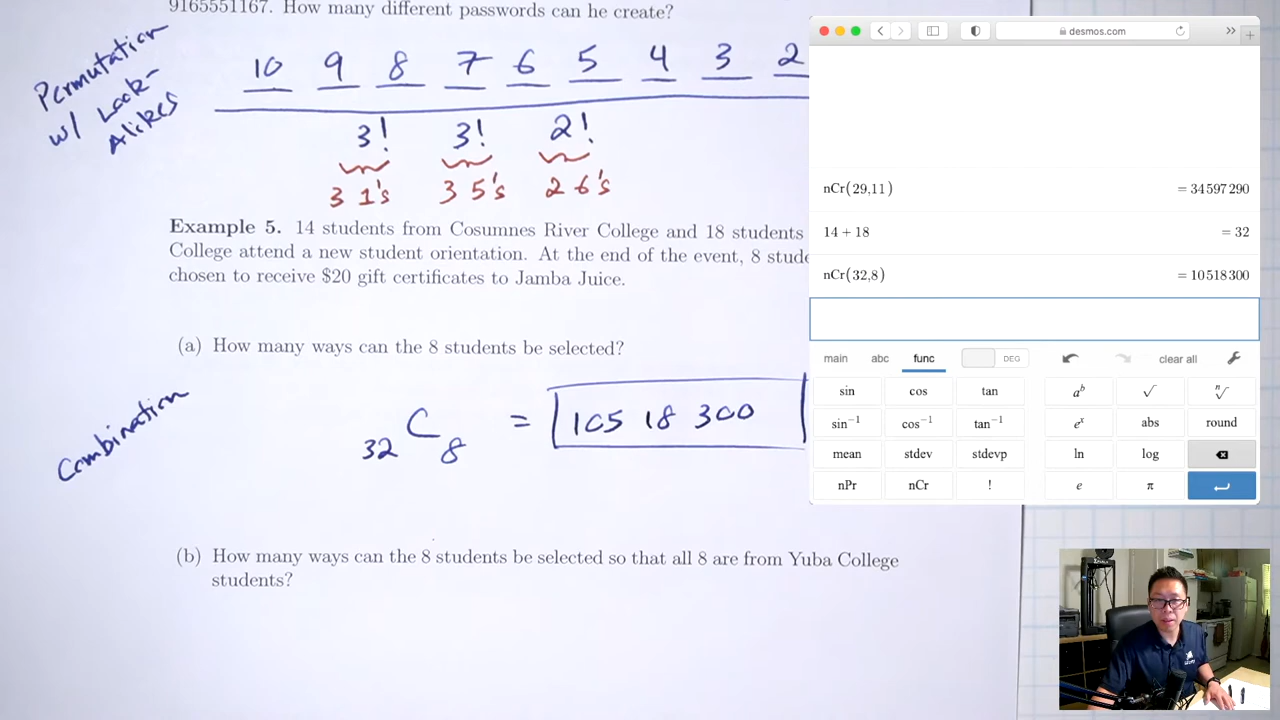 9165551167. How many different passwords can he create?
Permutation
w/ Look-
Alikes
10 9 8 7 6 5 4 3 2
3! 3! 2!
3 1's 3 5's 2 6's
Example 5. 14 students from Cosumnes River College and 18 students
College attend a new student orientation. At the end of the event, 8 stude
chosen to receive $20 gift certificates to Jamba Juice.
(a) How many ways can the 8 students be selected?
Combination
32 C 8 = 105 18 300
(b) How many ways can the 8 students be selected so that all 8 are from Yuba College
students?
desmos.com
nCr(29,11) = 34597290
14 + 18 = 32
nCr(32,8) = 10518300
main abc func DEG clear all
sin cos tan a^b √ ⁿ√
sin⁻¹ cos⁻¹ tan⁻¹ eˣ abs round
mean stdev stdevp ln log
nPr nCr ! e π